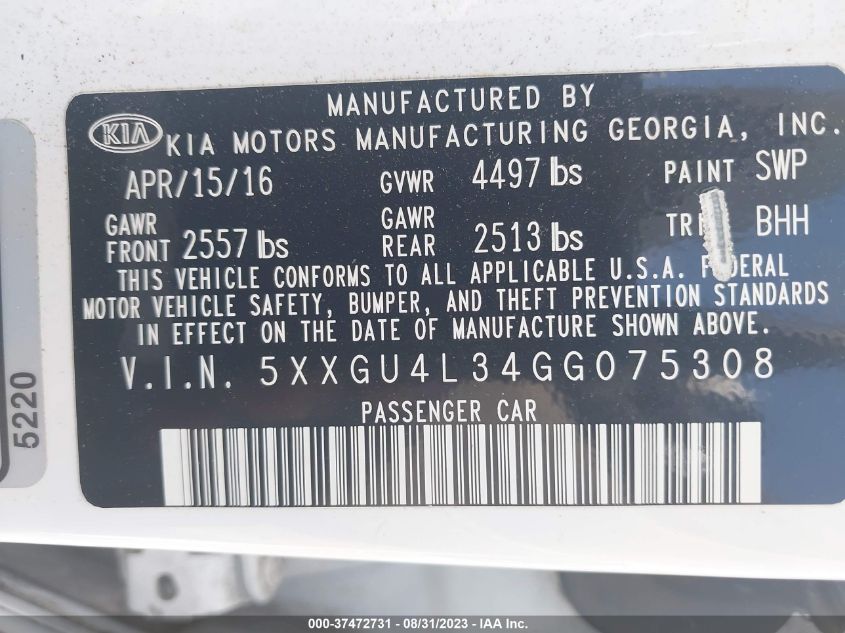 MANUFACTURED BY
KIA KIA MOTORS MANUFACTURING GEORGIA, INC.
APR/15/16 GVWR 4497 lbs PAINT SWP
GAWR FRONT 2557 lbs GAWR REAR 2513 lbs BHH
THIS VEHICLE CONFORMS TO ALL APPLICABLE U.S.A. FEDERAL
MOTOR VEHICLE SAFETY, BUMPER, AND THEFT PREVENTION STANDARDS
IN EFFECT ON THE DATE OF MANUFACTURE SHOWN ABOVE.
V.I.N. 5XXGU4L34GG075308
PASSENGER CAR
5220
000-37472731 - 08/31/2023 - IAA Inc.